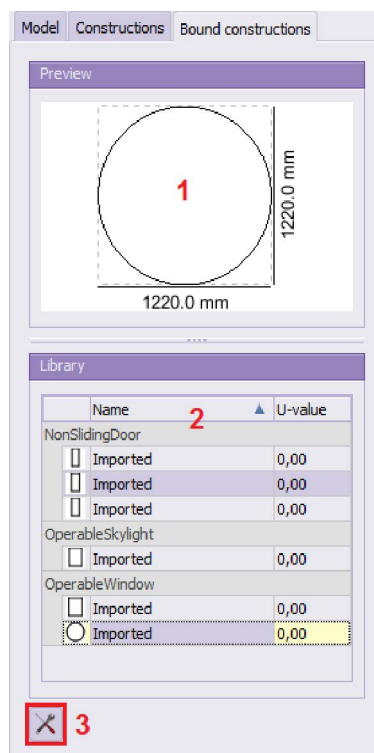 Model Constructions Bound constructions
Preview
1
1220.0 mm
1220.0 mm
Library
Name 2 U-value
NonSlidingDoor
Imported 0,00
Imported 0,00
Imported 0,00
OperableSkylight
Imported 0,00
OperableWindow
Imported 0,00
Imported 0,00
3